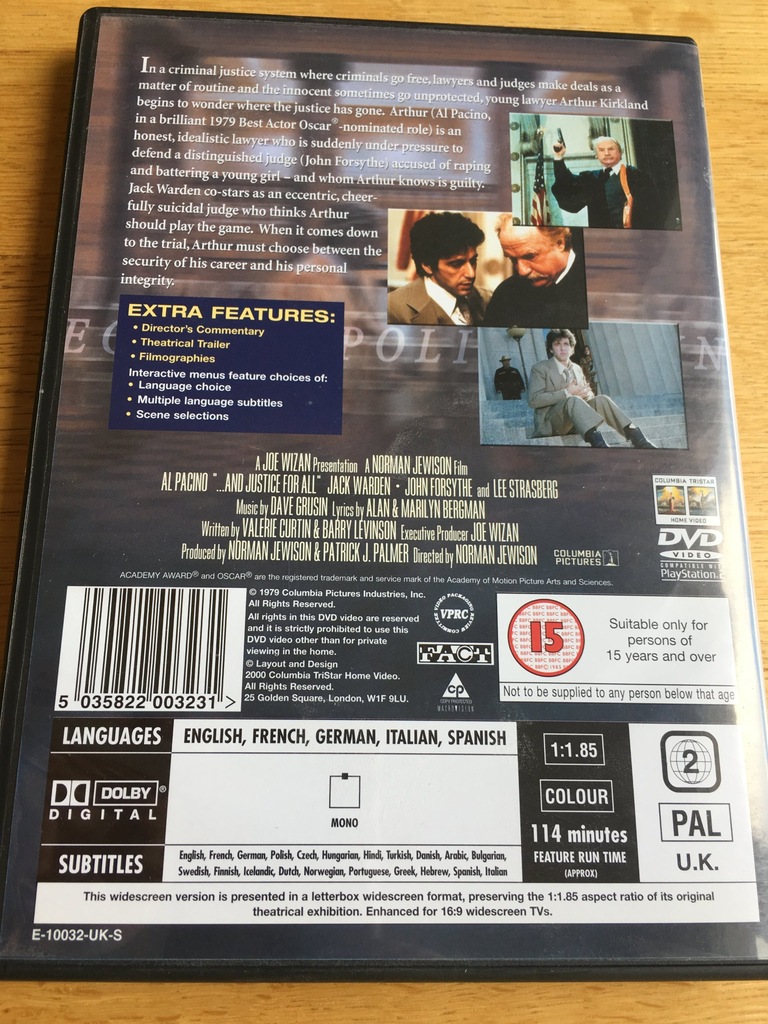 In a criminal justice system where criminals go free, lawyers and judges make deals as a
matter of routine and the innocent sometimes go unprotected, young lawyer Arthur Kirkland
begins to wonder where the justice has gone. Arthur (Al Pacino,
in a brilliant 1979 Best Actor Oscar®-nominated role) is an
honest, idealistic lawyer who is suddenly under pressure to
defend a distinguished judge (John Forsythe) accused of raping
and battering a young girl – and whom Arthur knows is guilty.
Jack Warden co-stars as an eccentric, cheer-
fully suicidal judge who thinks Arthur
should play the game. When it comes down
to the trial, Arthur must choose between the
security of his career and his personal
integrity.
EXTRA FEATURES:
• Director's Commentary
• Theatrical Trailer
• Filmographies
Interactive menus feature choices of:
• Language choice
• Multiple language subtitles
• Scene selections
A JOE WIZAN Presentation A NORMAN JEWISON Film
AL PACINO "...AND JUSTICE FOR ALL" JACK WARDEN • JOHN FORSYTHE and LEE STRASBERG
Music by DAVE GRUSIN Lyrics by ALAN & MARILYN BERGMAN
Written by VALERIE CURTIN & BARRY LEVINSON Executive Producer JOE WIZAN
Produced by NORMAN JEWISON & PATRICK J. PALMER Directed by NORMAN JEWISON
COLUMBIA
PICTURES
COLUMBIA TRISTAR
HOME VIDEO
DVD
VIDEO
COMPATIBLE WIT
PlayStation.2
ACADEMY AWARD® and OSCAR® are the registered trademark and service mark of the Academy of Motion Picture Arts and Sciences.
5 035822 003231 >
© 1979 Columbia Pictures Industries, Inc.
All Rights Reserved.
All rights in this DVD video are reserved
and it is strictly prohibited to use this
DVD video other than for private
viewing in the home.
© Layout and Design
2000 Columbia TriStar Home Video.
All Rights Reserved.
25 Golden Square, London, W1F 9LU.
VIDEO PACKAGING REVIEW COMMITTEE
VPRC
FACT
CP
COPY PROTECTED
MACROVISION
15
Suitable only for
persons of
15 years and over
Not to be supplied to any person below that age
LANGUAGES
ENGLISH, FRENCH, GERMAN, ITALIAN, SPANISH
DOLBY®
DIGITAL
MONO
SUBTITLES
English, French, German, Polish, Czech, Hungarian, Hindi, Turkish, Danish, Arabic, Bulgarian,
Swedish, Finnish, Icelandic, Dutch, Norwegian, Portuguese, Greek, Hebrew, Spanish, Italian
1:1.85
COLOUR
114 minutes
FEATURE RUN TIME
(APPROX)
2
PAL
U.K.
This widescreen version is presented in a letterbox widescreen format, preserving the 1:1.85 aspect ratio of its original
theatrical exhibition. Enhanced for 16:9 widescreen TVs.
E-10032-UK-S